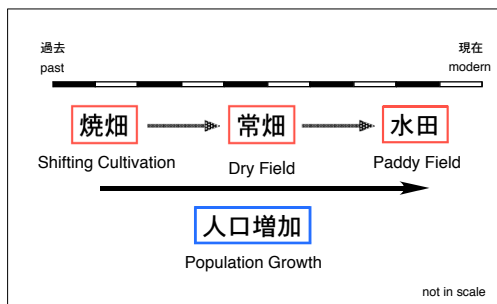 過去
past
現在
modern
焼畑
常畑
水田
Shifting Cultivation
Dry Field
Paddy Field
人口増加
Population Growth
not in scale